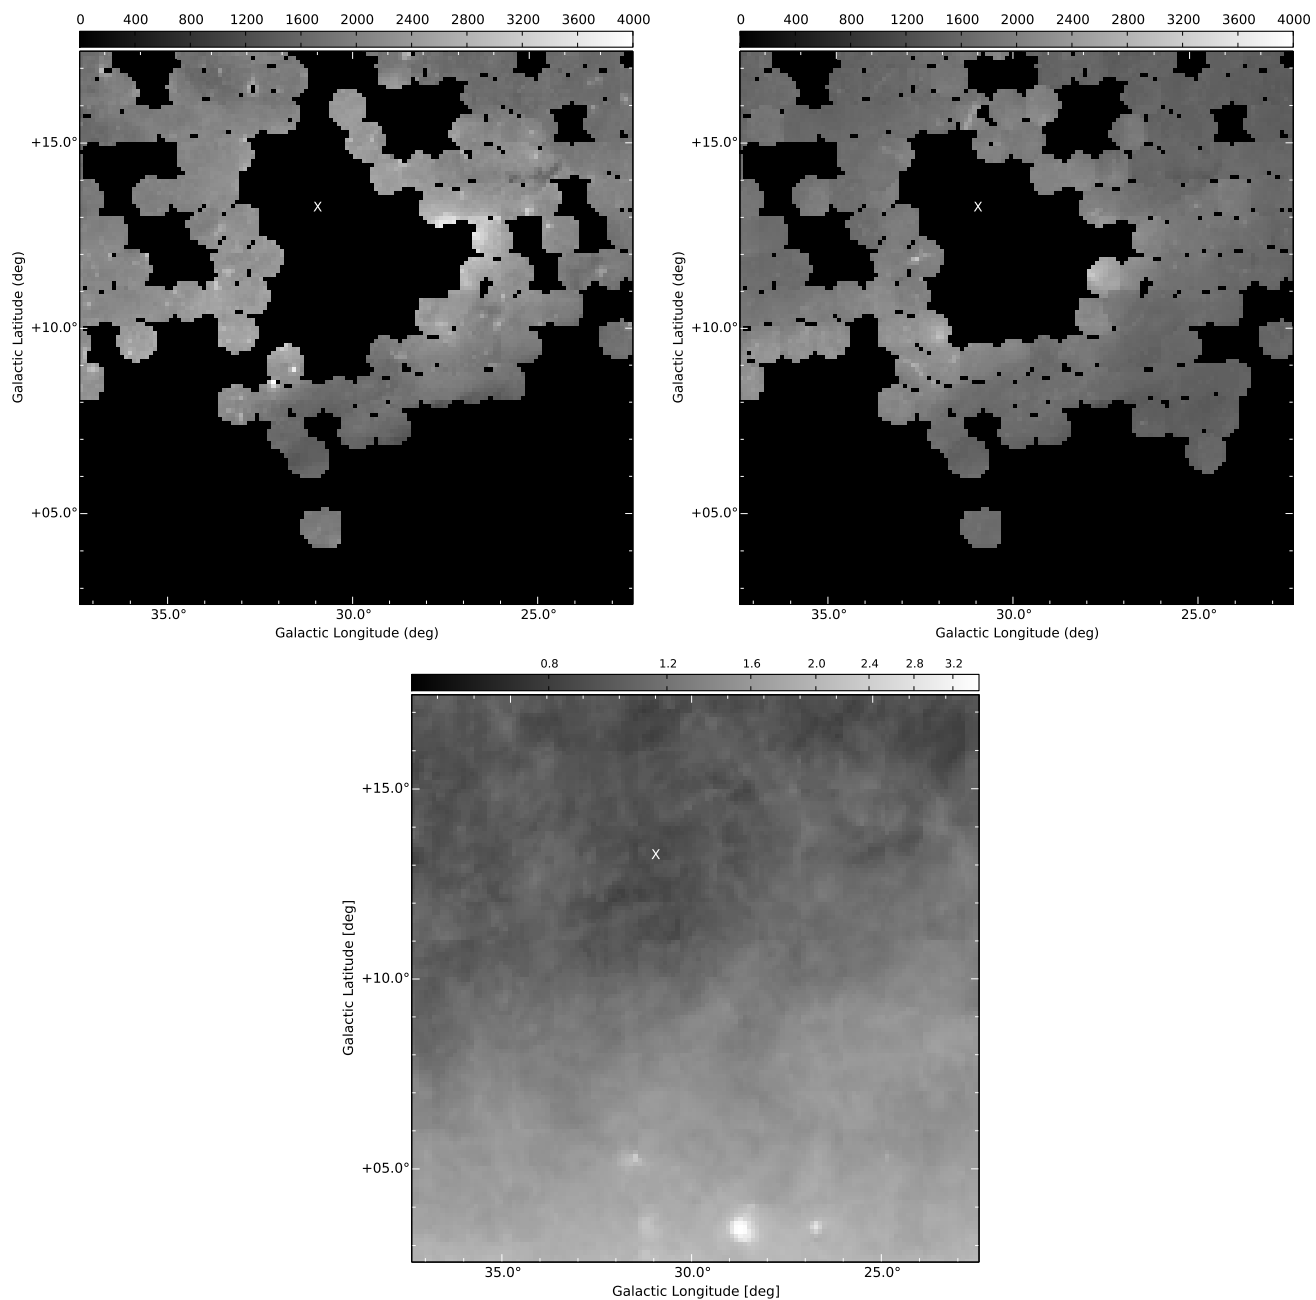 0 400 800 1200 1600 2000 2400 2800 3200 3600 4000
+15.0°
+10.0°
+05.0°
X
35.0° 30.0° 25.0°
Galactic Longitude (deg)
Galactic Latitude (deg)
0 400 800 1200 1600 2000 2400 2800 3200 3600 4000
+15.0°
+10.0°
+05.0°
X
35.0° 30.0° 25.0°
Galactic Longitude (deg)
Galactic Latitude (deg)
0.8 1.2 1.6 2.0 2.4 2.8 3.2
+15.0°
+10.0°
+05.0°
X
35.0° 30.0° 25.0°
Galactic Longitude [deg]
Galactic Latitude [deg]